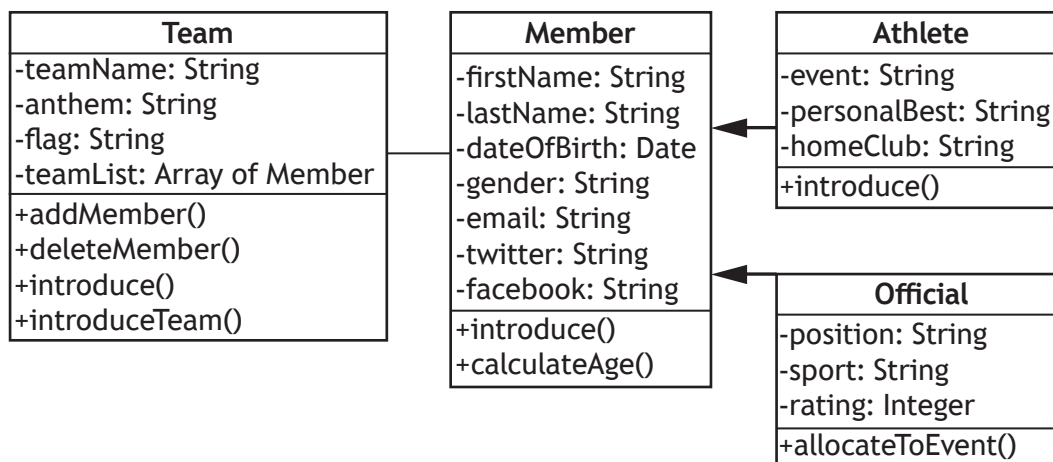 Team
-teamName: String
-anthem: String
-flag: String
-teamList: Array of Member
+addMember()
+deleteMember()
+introduce()
+introduceTeam()
Member
-firstName: String
-lastName: String
-dateOfBirth: Date
-gender: String
-email: String
-twitter: String
-facebook: String
+introduce()
+calculateAge()
Athlete
-event: String
-personalBest: String
-homeClub: String
+introduce()
Official
-position: String
-sport: String
-rating: Integer
+allocateToEvent()